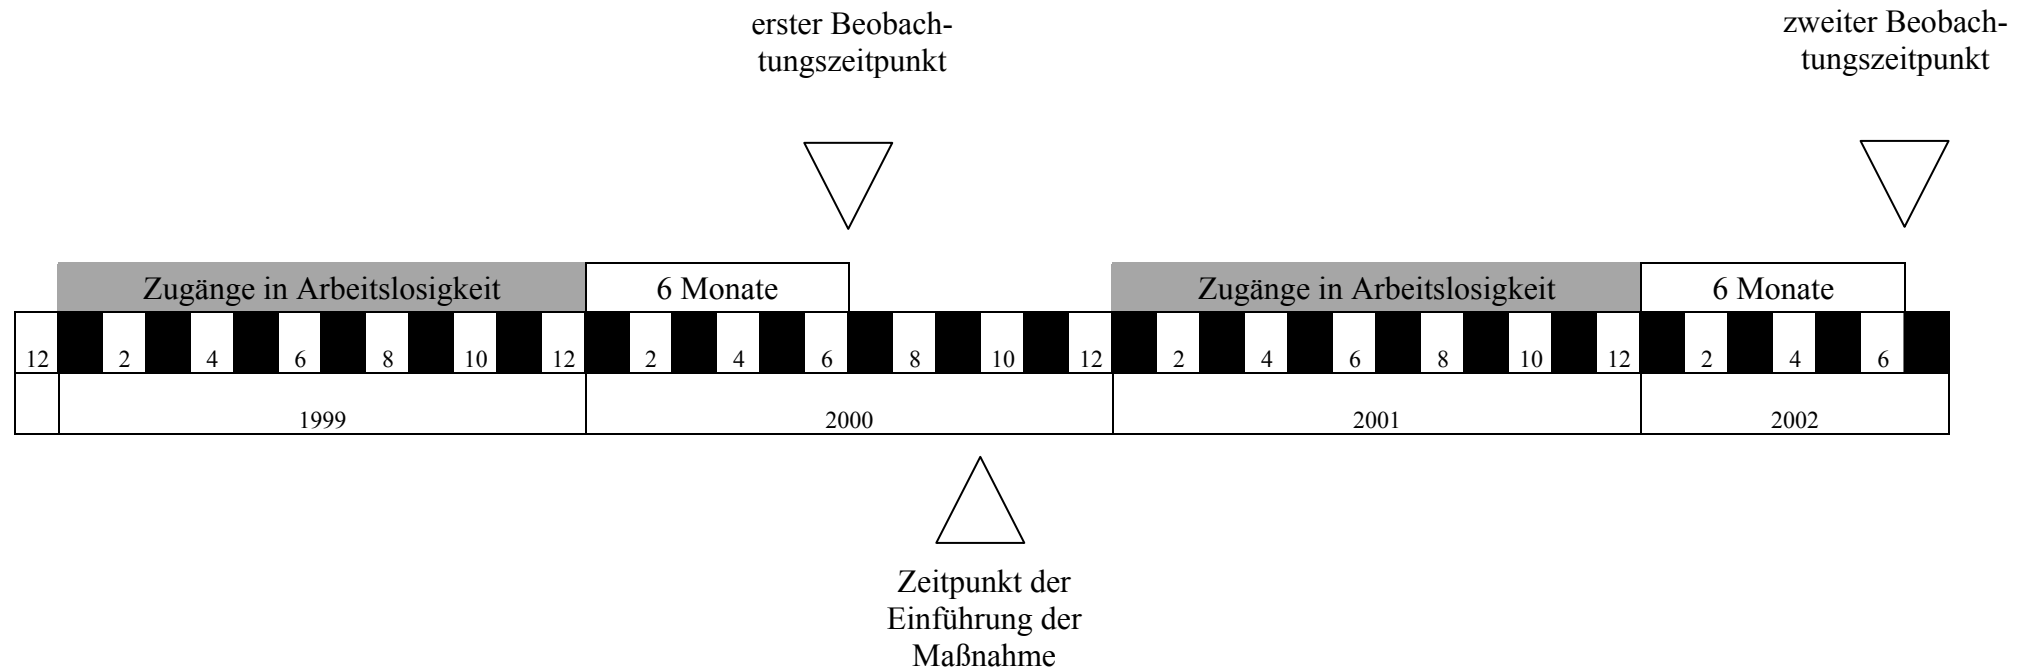 erster Beobach-
tungszeitpunkt
zweiter Beobach-
tungszeitpunkt
Zugänge in Arbeitslosigkeit 6 Monate Zugänge in Arbeitslosigkeit 6 Monate
12 2 4 6 8 10 12 2 4 6 8 10 12 2 4 6 8 10 12 2 4 6
1999 2000 2001 2002
Zeitpunkt der
Einführung der
Maßnahme